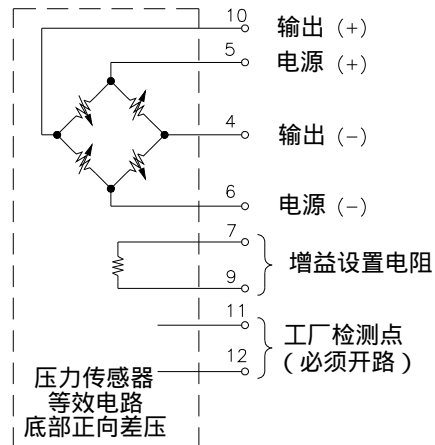 10 输出 (+)
5 电源 (+)
4 输出 (−)
6 电源 (−)
7
增益设置电阻
9
11
工厂检测点
(必须开路)
12
压力传感器
等效电路
底部正向差压